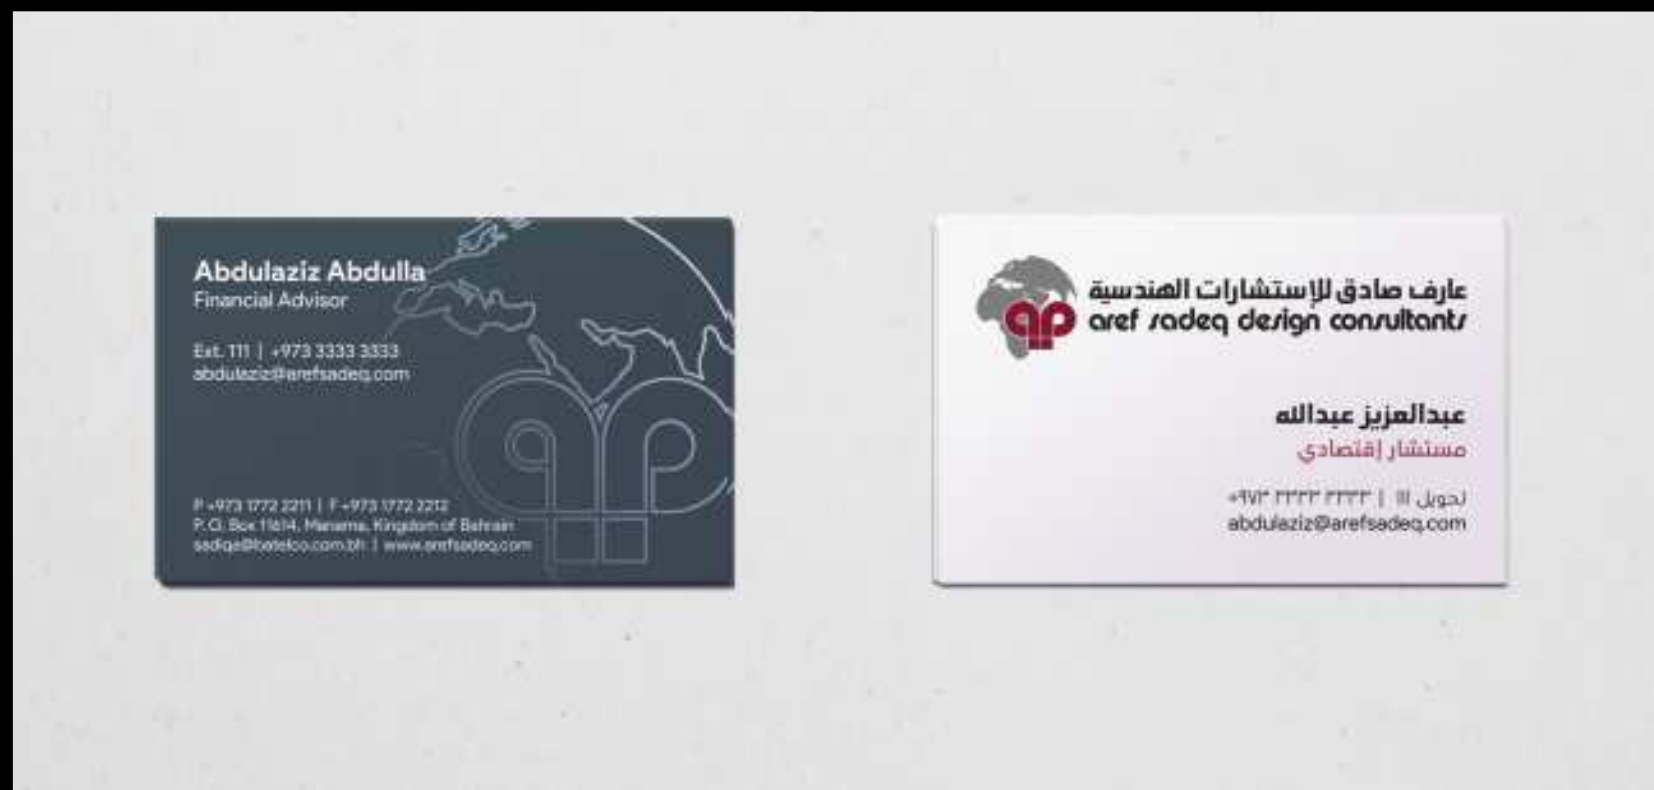 Abdulaziz Abdulla
Financial Advisor
Ext. 111 | +973 3333 3333
abdulaziz@arefsadeq.com
P +973 1772 2211 | F +973 1772 2212
P.O. Box 11614, Manama, Kingdom of Bahrain
sadiqa@batelco.com.bh | www.arefsadeq.com
عارف صادق للإستشارات الهندسية
aref sadeq design consultants
عبدالعزيز عبدالله
مستشار إقتصادي
تحويل ١١١ | ٣٣٣٣ ٣٣٣٣ ٩٧٣+
abdulaziz@arefsadeq.com